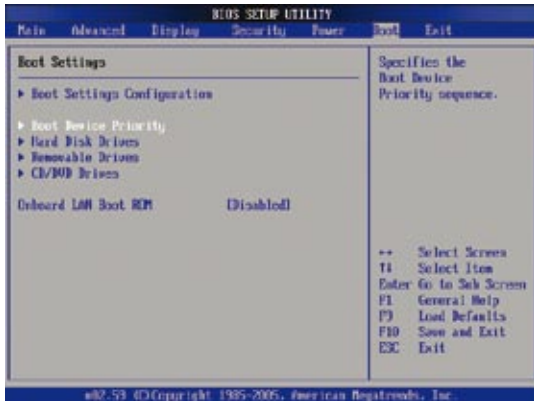 BIOS SETUP UTILITY
Main Advanced Display Security Power Boot Exit
Boot Settings
Boot Settings Configuration
Boot Device Priority
Hard Disk Drives
Removable Drives
CD/DVD Drives
Onboard LAN Boot ROM [Disabled]
Specifies the
Boot Device
Priority sequence.
↔ Select Screen
↑↓ Select Item
Enter Go to Sub Screen
F1 General Help
F9 Load Defaults
F10 Save and Exit
ESC Exit
v02.59 (C)Copyright 1985-2005, American Megatrends, Inc.